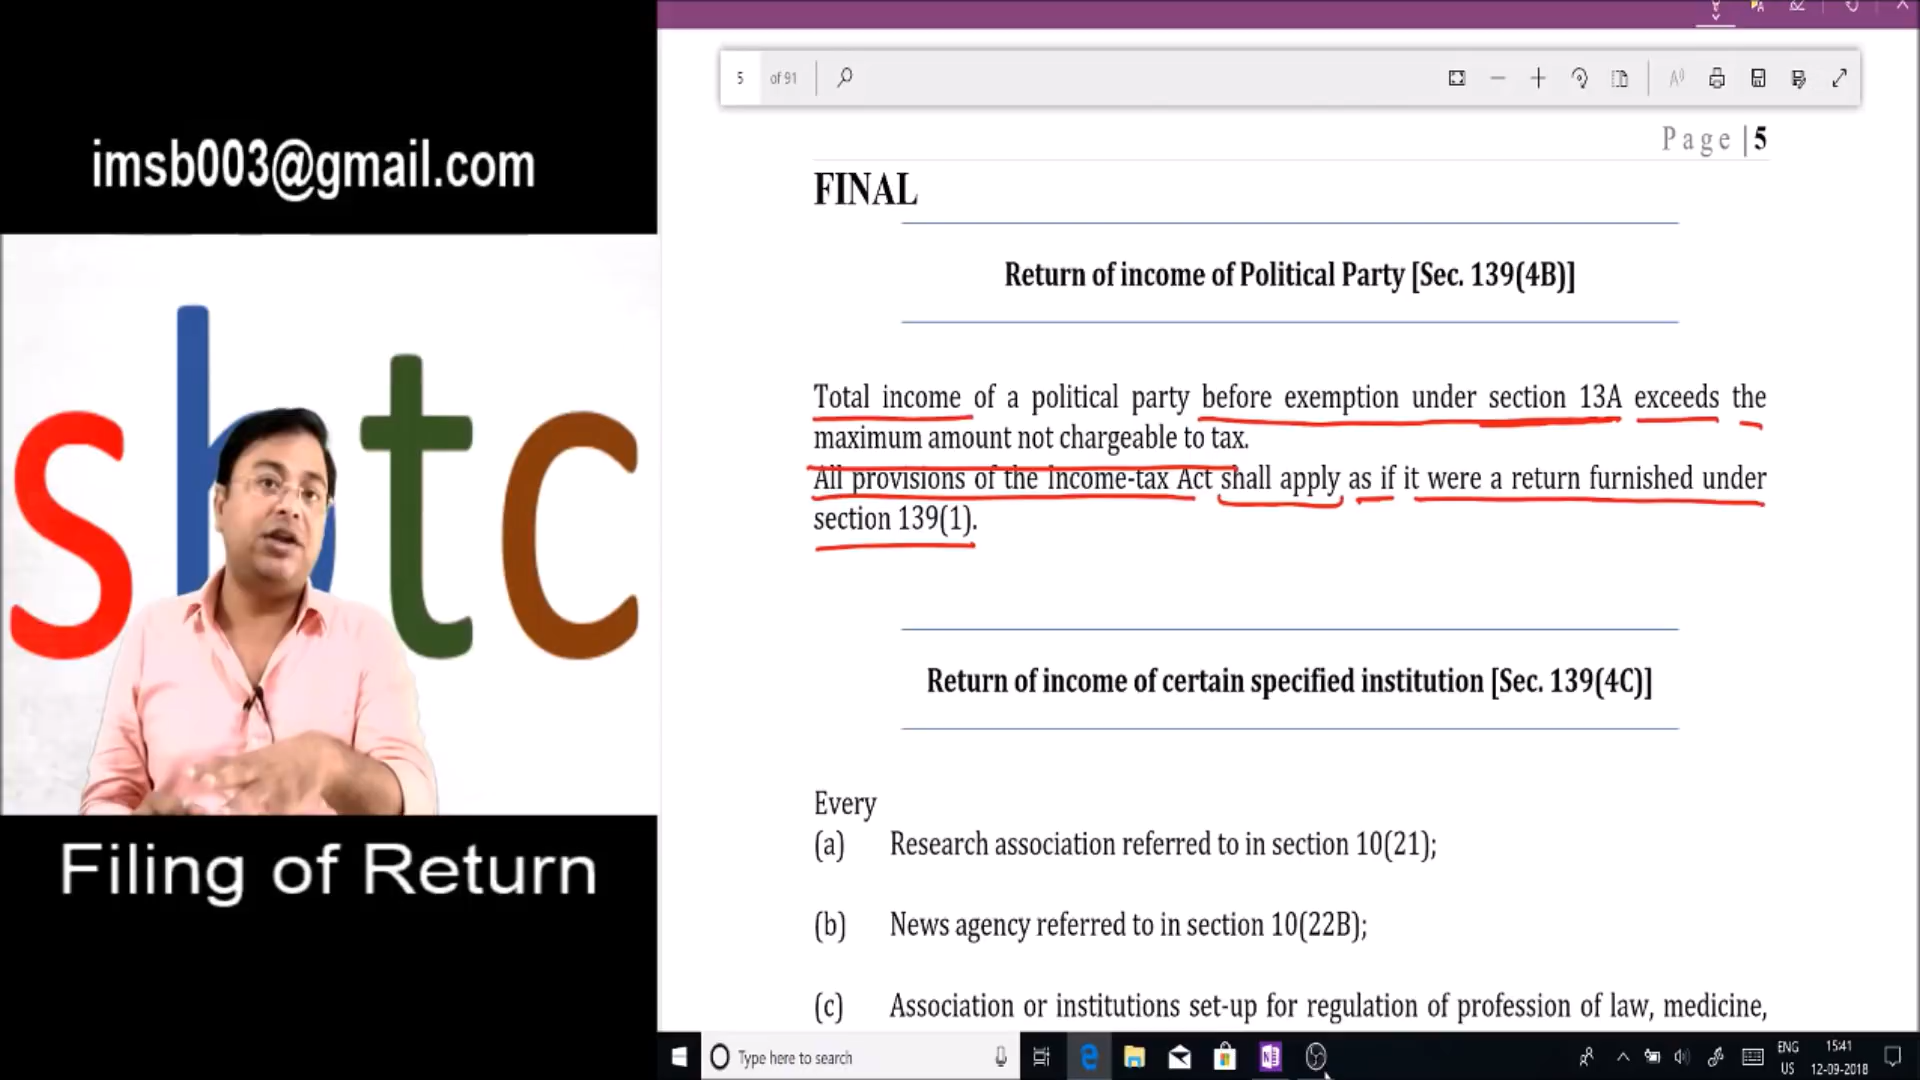 imsb003@gmail.com
sbtc
Filing of Return
5 of 91
Page | 5
FINAL
Return of income of Political Party [Sec. 139(4B)]
Total income of a political party before exemption under section 13A exceeds the
maximum amount not chargeable to tax.
All provisions of the Income-tax Act shall apply as if it were a return furnished under
section 139(1).
Return of income of certain specified institution [Sec. 139(4C)]
Every
(a) Research association referred to in section 10(21);
(b) News agency referred to in section 10(22B);
(c) Association or institutions set-up for regulation of profession of law, medicine,
Type here to search
ENG
US
15:41
12-09-2018